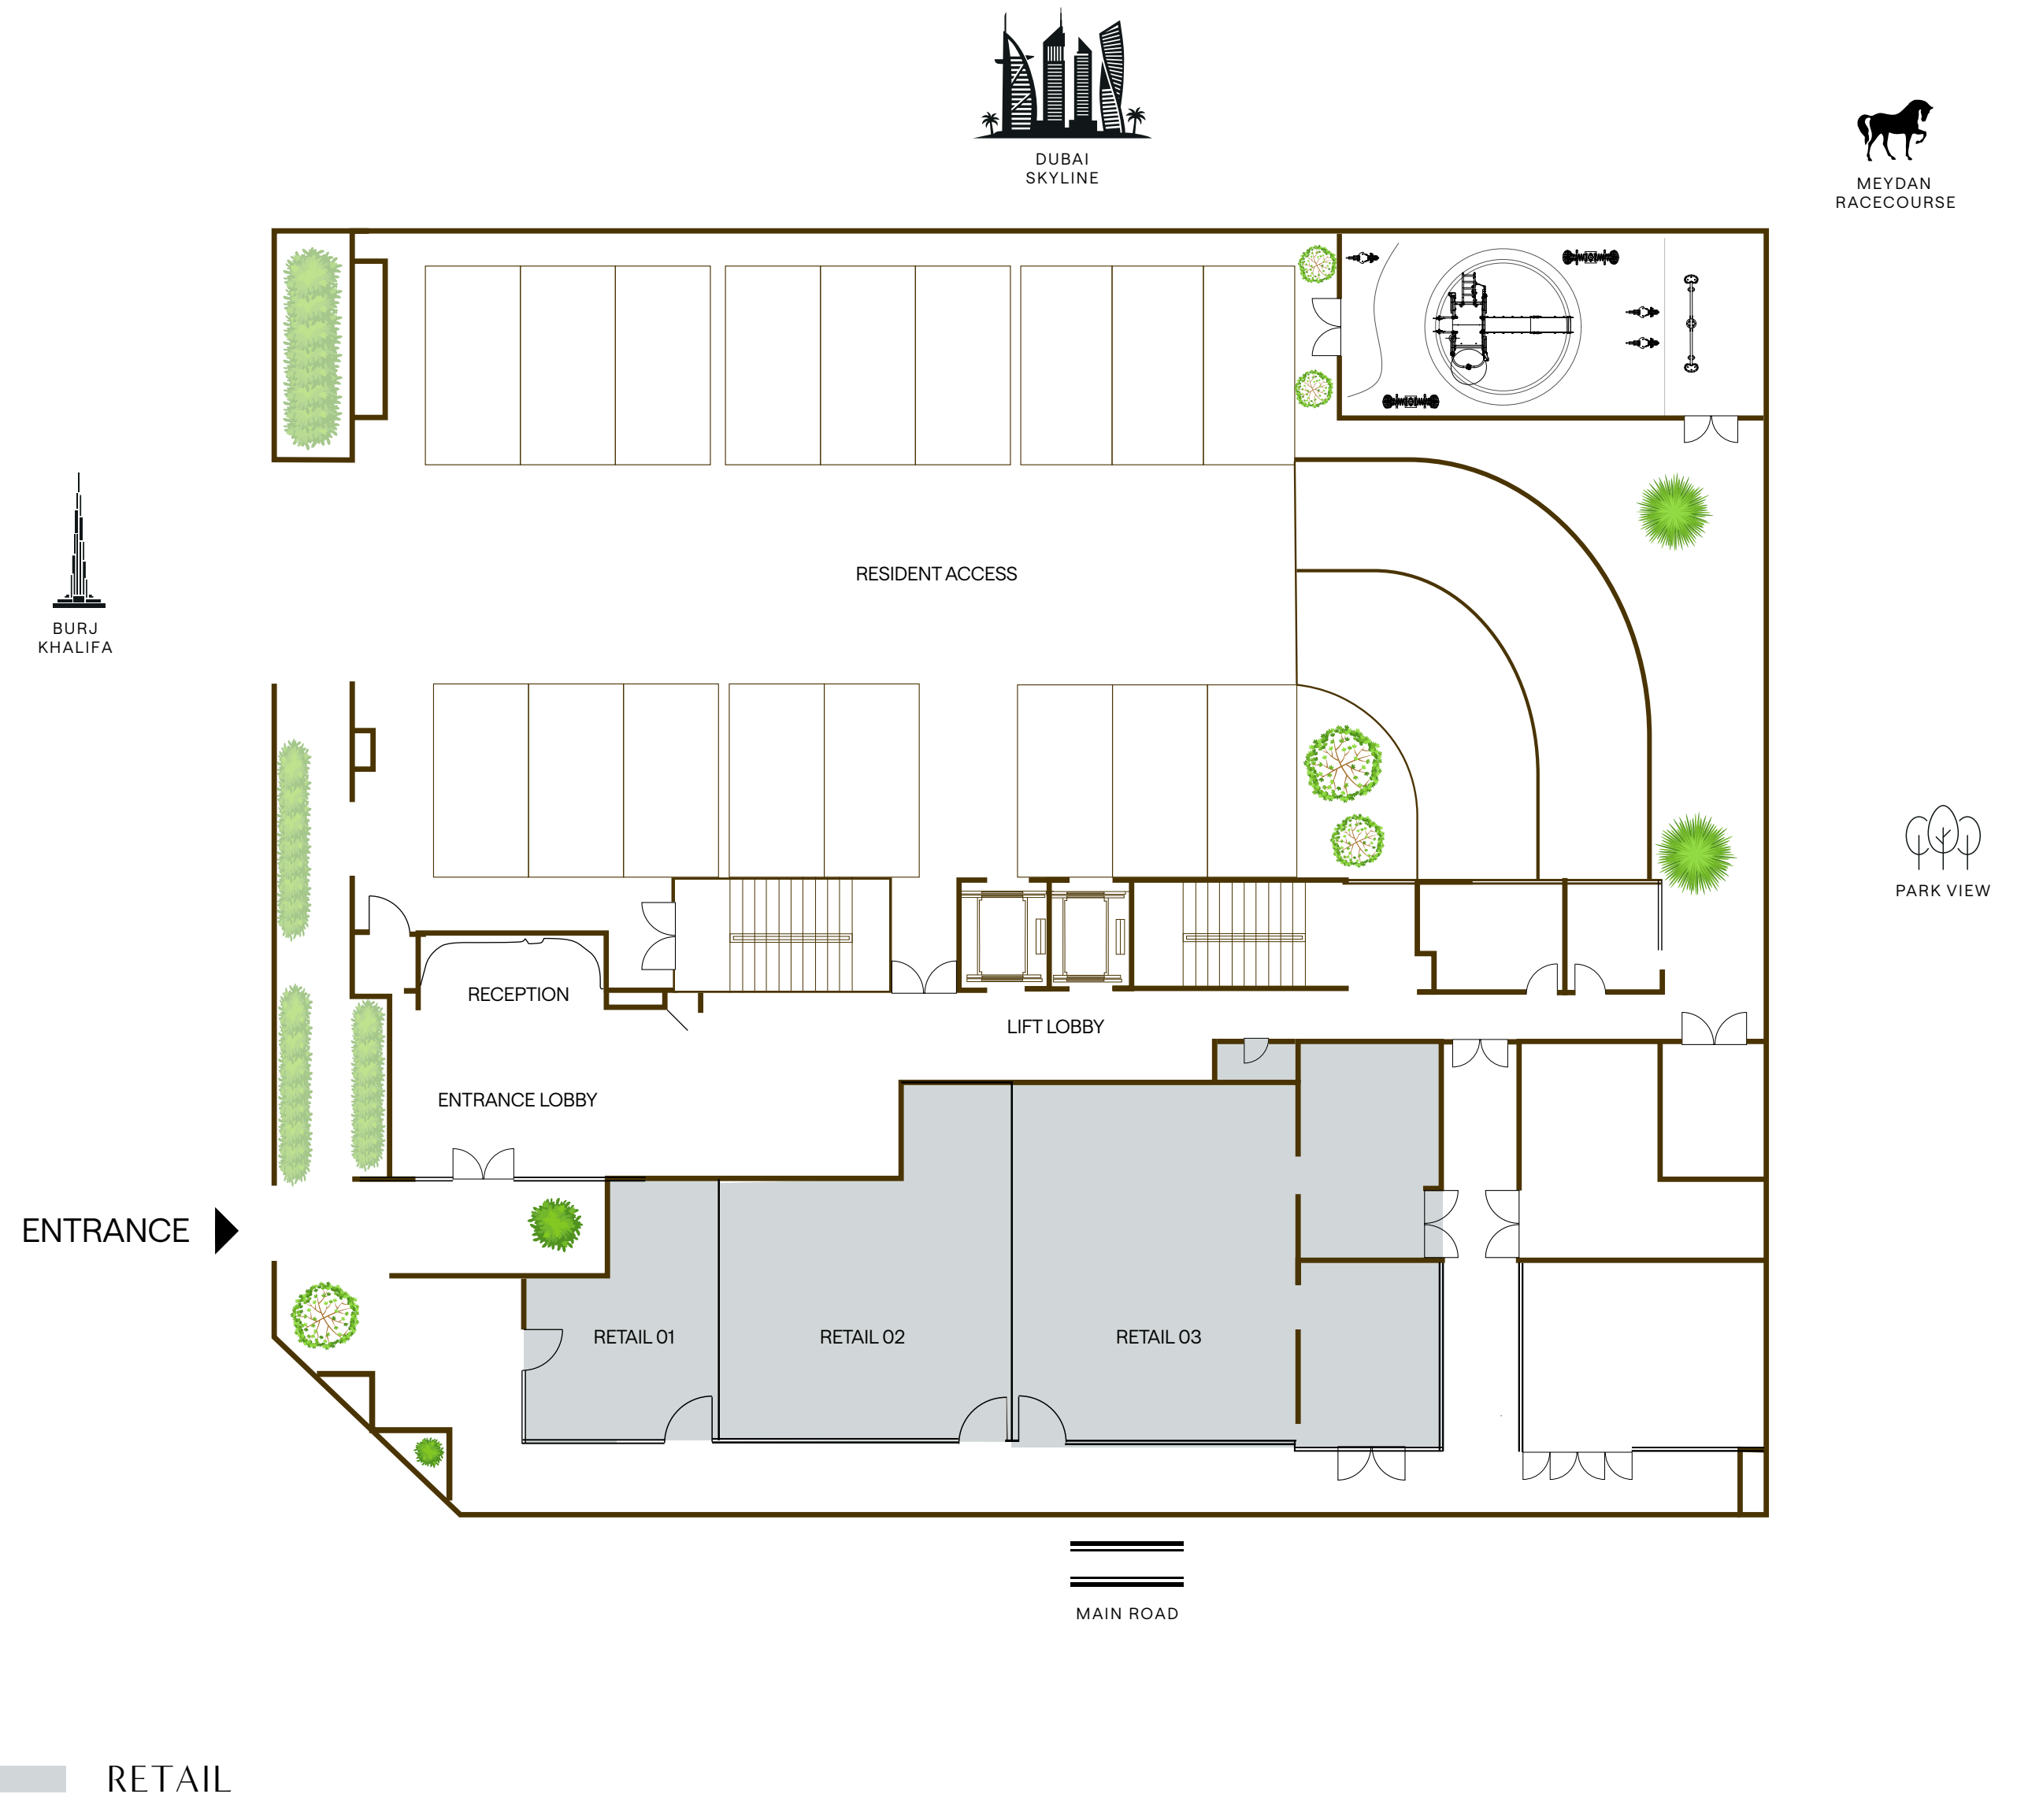 DUBAI
SKYLINE
MEYDAN
RACECOURSE
RESIDENT ACCESS
BURJ
KHALIFA
PARK VIEW
RECEPTION
LIFT LOBBY
ENTRANCE LOBBY
ENTRANCE
RETAIL 01
RETAIL 02
RETAIL 03
MAIN ROAD
RETAIL